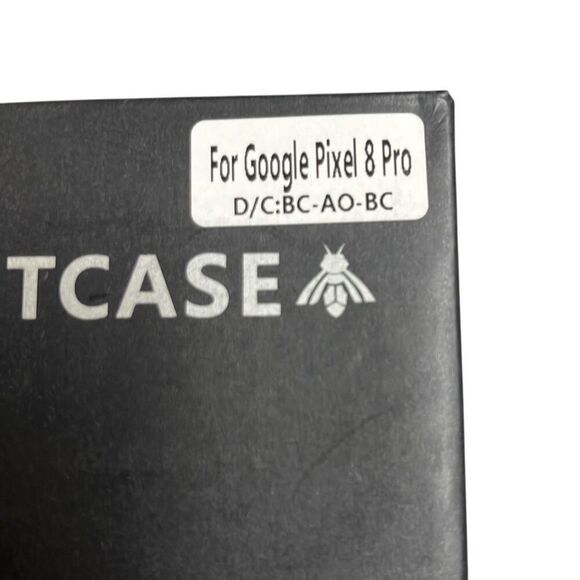 For Google Pixel 8 Pro
D/C:BC-AO-BC
TCASE